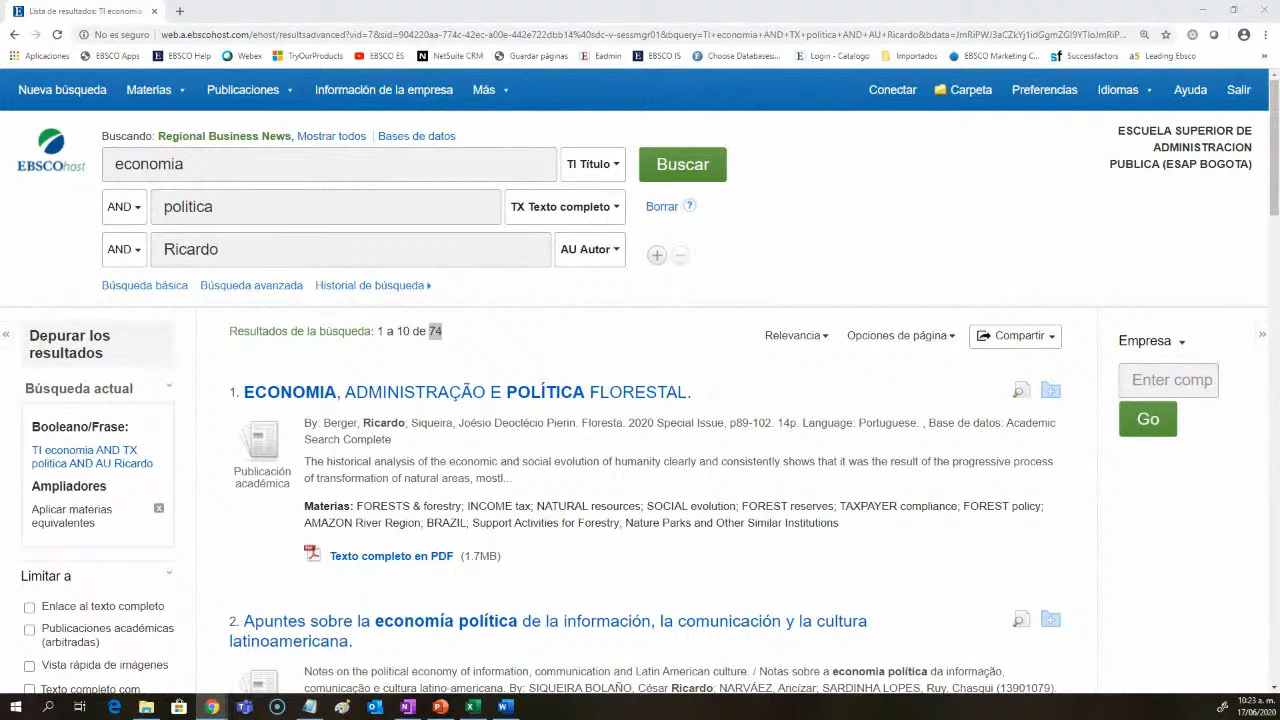 Lista de resultados: TI economia
No es seguro
web.a.ebscohost.com/ehost/resultsadvanced?vid=7&sid=904220aa-774c-42ec-a00e-442e722dbb14%40sdc-v-sessmgr01&bquery=TI+economia+AND+TX+politica+AND+AU+Ricardo&bdata=JmRiPWJ3aCZkYj1idGgmZGI9YTloJmRiP...
Aplicaciones
EBSCO Apps
EBSCO Help
Webex
TryOurProducts
EBSCO ES
NetSuite CRM
Guardar páginas
Eadmin
EBSCO IS
Choose Databases:...
Login - Catalogo
Importados
EBSCO Marketing C...
Successfactors
Leading Ebsco
Nueva búsqueda
Materias
Publicaciones
Información de la empresa
Más
Conectar
Carpeta
Preferencias
Idiomas
Ayuda
Salir
Buscando: Regional Business News, Mostrar todos | Bases de datos
ESCUELA SUPERIOR DE
ADMINISTRACION
PUBLICA (ESAP BOGOTA)
EBSCOhost
economia
TI Título
Buscar
AND
politica
TX Texto completo
Borrar ?
AND
Ricardo
AU Autor
Búsqueda básica
Búsqueda avanzada
Historial de búsqueda
Depurar los
resultados
Búsqueda actual
Booleano/Frase:
TI economia AND TX
politica AND AU Ricardo
Ampliadores
Aplicar materias
equivalentes
Limitar a
Enlace al texto completo
Publicaciones académicas
(arbitradas)
Vista rápida de imágenes
Texto completo con
Resultados de la búsqueda: 1 a 10 de 74
Relevancia
Opciones de página
Compartir
1. ECONOMIA, ADMINISTRAÇÃO E POLÍTICA FLORESTAL.
Publicación
académica
By: Berger, Ricardo; Siqueira, Joésio Deoclécio Pierin. Floresta. 2020 Special Issue, p89-102. 14p. Language: Portuguese. , Base de datos: Academic
Search Complete
The historical analysis of the economic and social evolution of humanity clearly and consistently shows that it was the result of the progressive process
of transformation of natural areas, mostl...
Materias: FORESTS & forestry; INCOME tax; NATURAL resources; SOCIAL evolution; FOREST reserves; TAXPAYER compliance; FOREST policy;
AMAZON River Region; BRAZIL; Support Activities for Forestry, Nature Parks and Other Similar Institutions
PDF
Texto completo en PDF (1.7MB)
2. Apuntes sobre la economía política de la información, la comunicación y la cultura
latinoamericana.
Notes on the political economy of information, communication and Latin American culture. / Notas sobre a economia política da informação,
comunicação e cultura latino-americana. By: SIQUEIRA BOLAÑO, César Ricardo; NARVÁEZ, Ancízar; SARDINHA LOPES, Ruy. Chasqui (13901079).
Empresa
Enter comp
Go
10:23 a. m.
17/06/2020